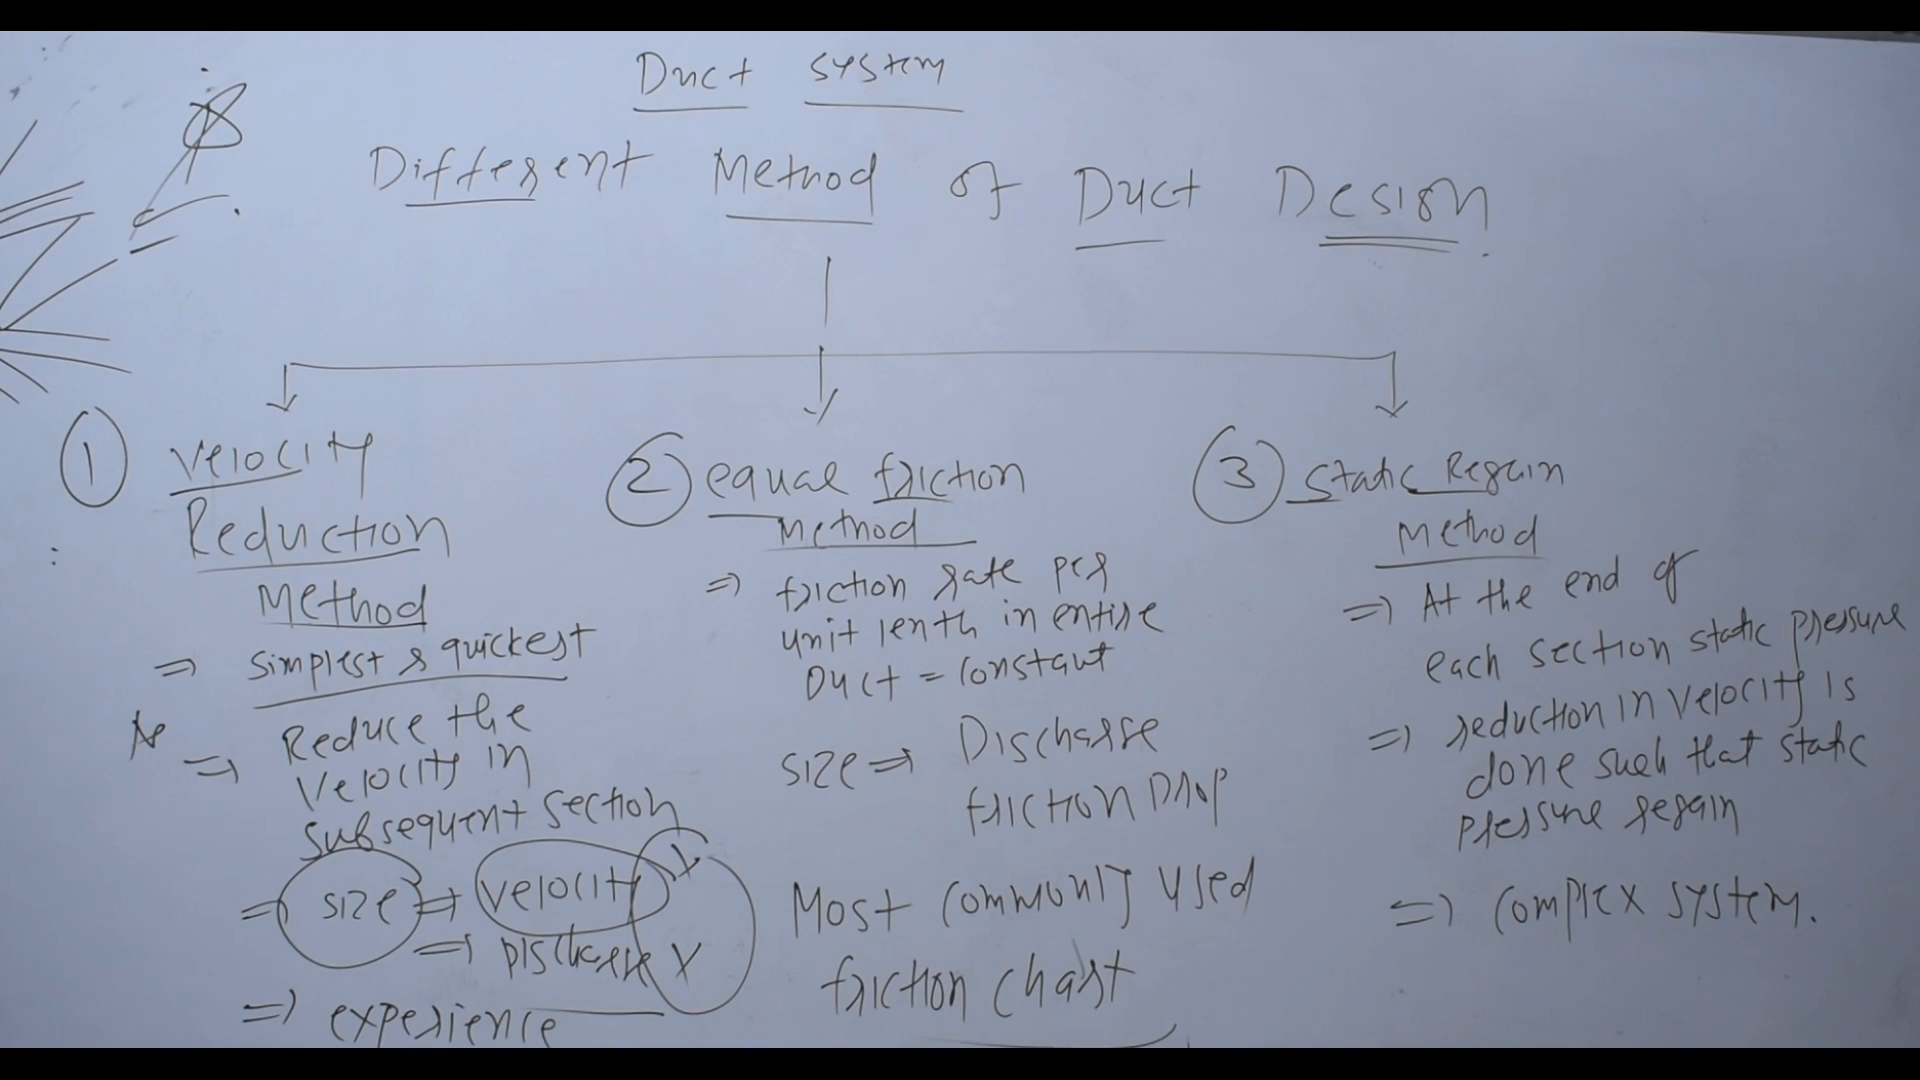 Duct system
Different Method of Duct Design.
1 Velocity
Reduction
Method
=> simplest & quickest
=> Reduce the
Velocity in
Subsequent section
=> size => velocity
=> Discharge
=> experience
2 equal friction
Method
=> friction rate per
unit lenth in entire
Duct = constant
size => Discharge
friction Drop
Most commonly used
friction chart
3 Static Regain
Method
=> At the end of
each section static pressure
=> reduction in velocity is
done such that static
pressure regain
=> complex system.